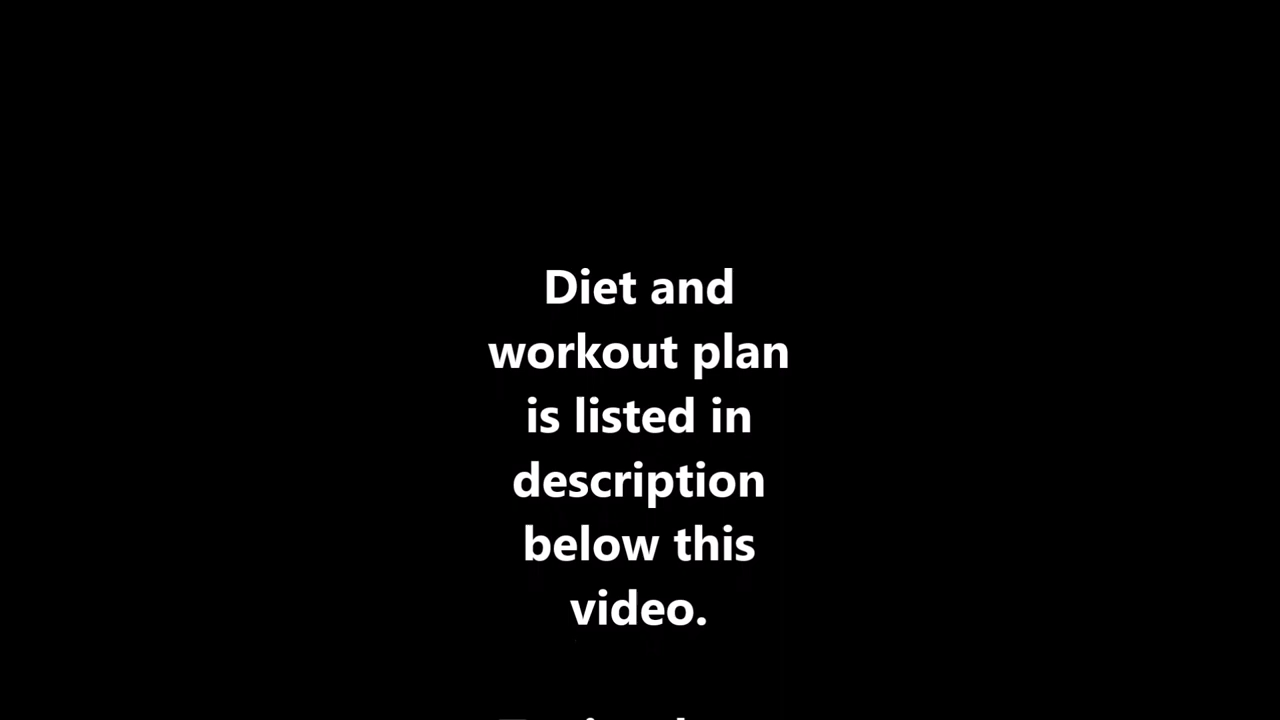 Diet and
workout plan
is listed in
description
below this
video.